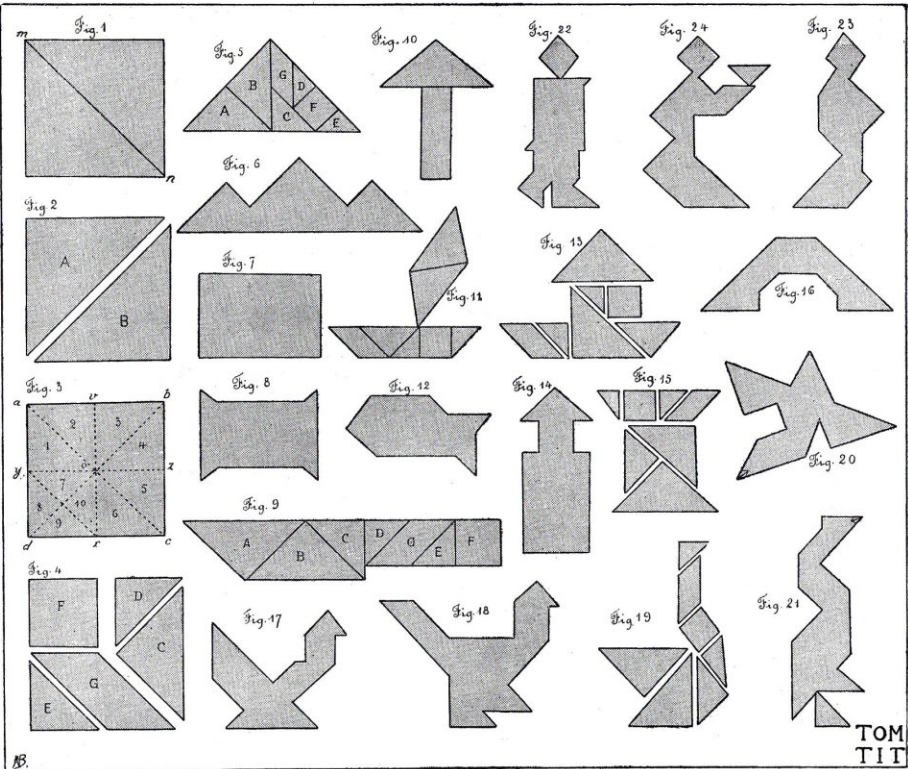 Fig. 1
m
n
Fig. 5
A
B
G
D
C
F
E
Fig. 10
Fig. 22
Fig. 24
Fig. 23
Fig. 6
Fig. 2
A
B
Fig. 7
Fig. 11
Fig. 13
Fig. 16
Fig. 3
a
v
b
2
3
1
4
o
y
z
7
5
8
10
6
9
d
x
c
Fig. 8
Fig. 12
Fig. 14
Fig. 15
Fig. 20
Fig. 9
A
B
C
D
G
E
F
Fig. 4
F
D
C
G
E
Fig. 17
Fig. 18
Fig. 19
Fig. 21
TOM
TIT